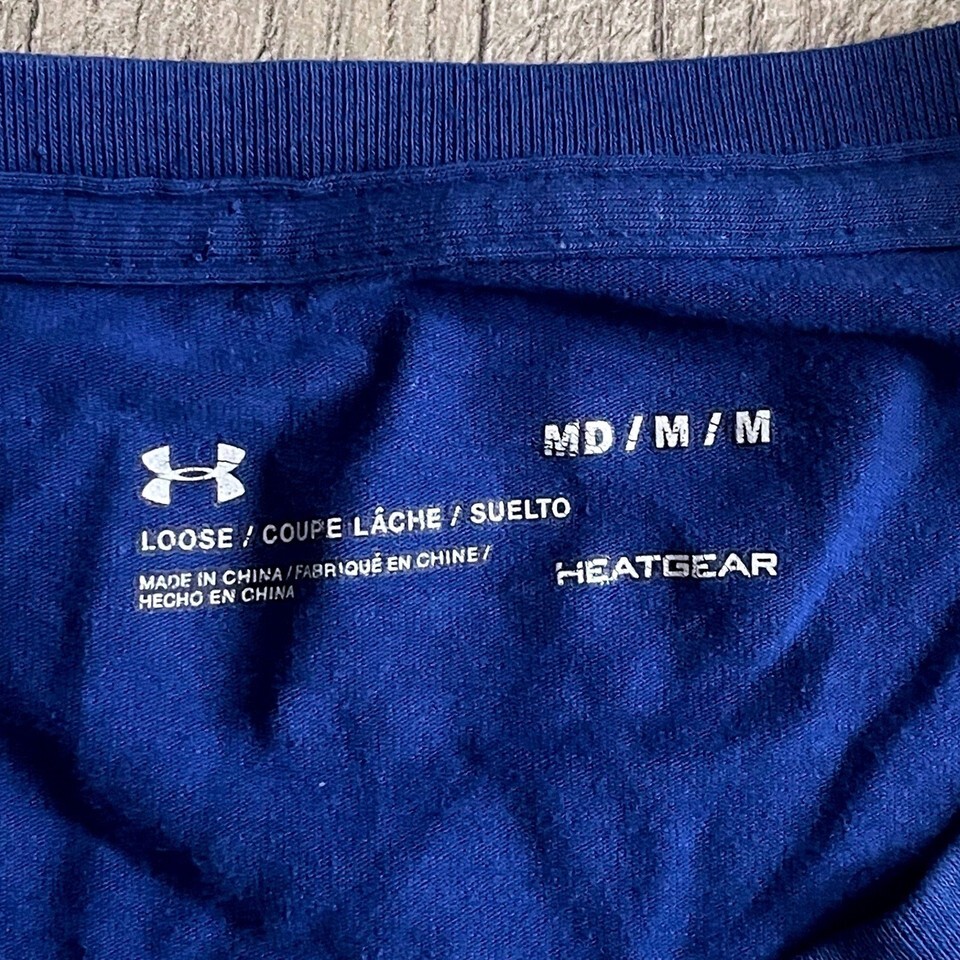 MD / M / M
LOOSE / COUPE LÂCHE / SUELTO
MADE IN CHINA / FABRIQUÉ EN CHINE /
HECHO EN CHINA
HEATGEAR